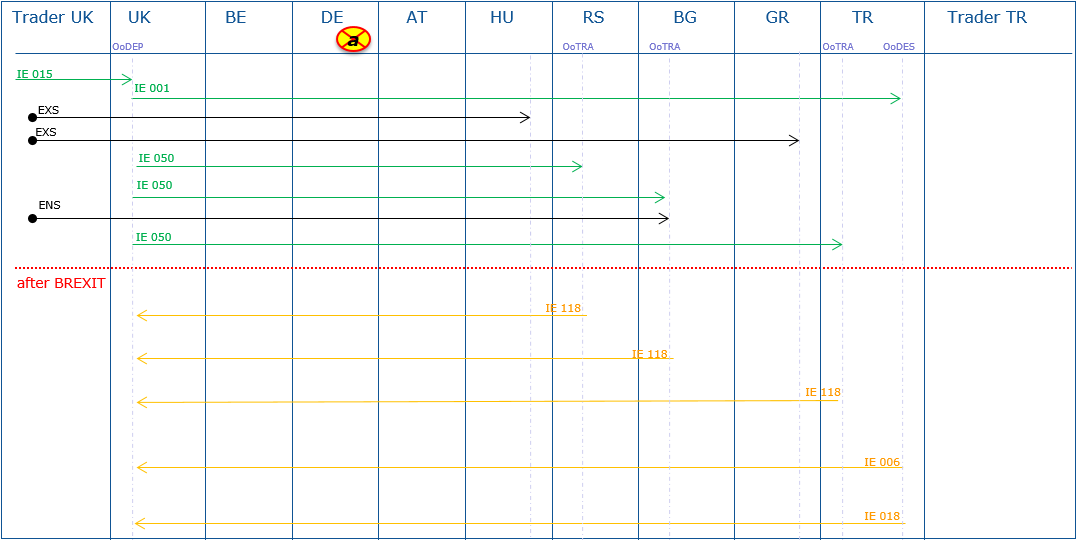 Trader UK UK BE DE AT HU RS BG GR TR Trader TR
a
OoDEP OoTRA OoTRA OoTRA OoDES
IE 015
IE 001
EXS
EXS
IE 050
IE 050
ENS
IE 050
after BREXIT
IE 118
IE 118
IE 118
IE 006
IE 018